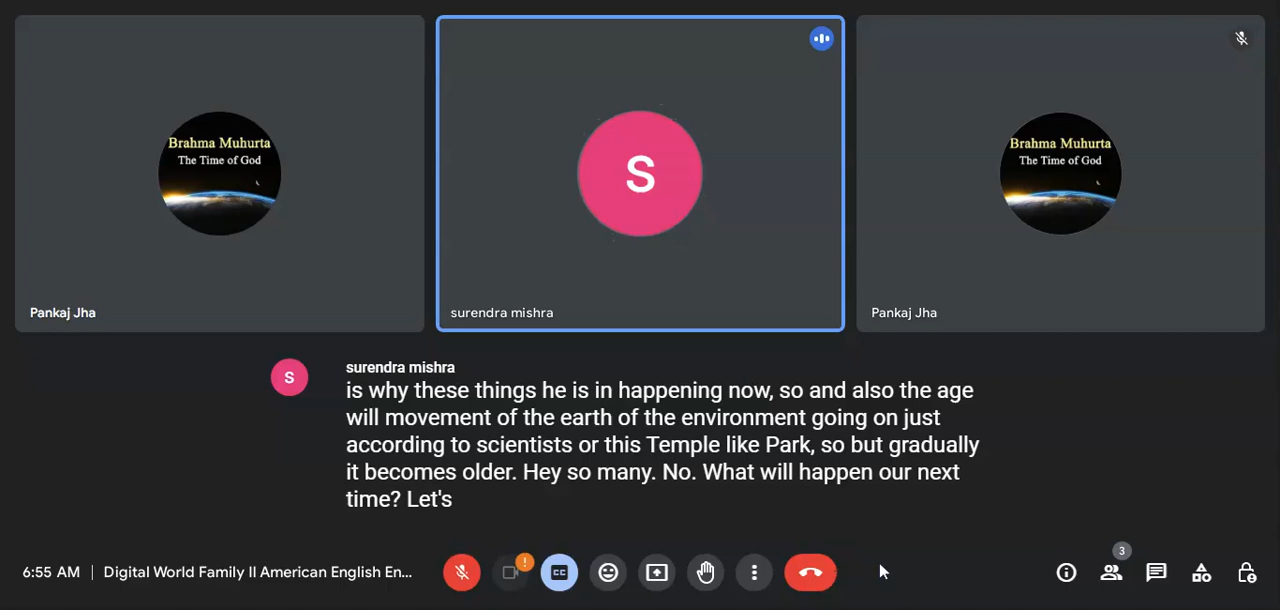 Brahma Muhurta
The Time of God
Pankaj Jha
S
surendra mishra
Brahma Muhurta
The Time of God
Pankaj Jha
S
surendra mishra
is why these things he is in happening now, so and also the age
will movement of the earth of the environment going on just
according to scientists or this Temple like Park, so but gradually
it becomes older. Hey so many. No. What will happen our next
time? Let's
6:55 AM | Digital World Family II American English En...
!
CC
3